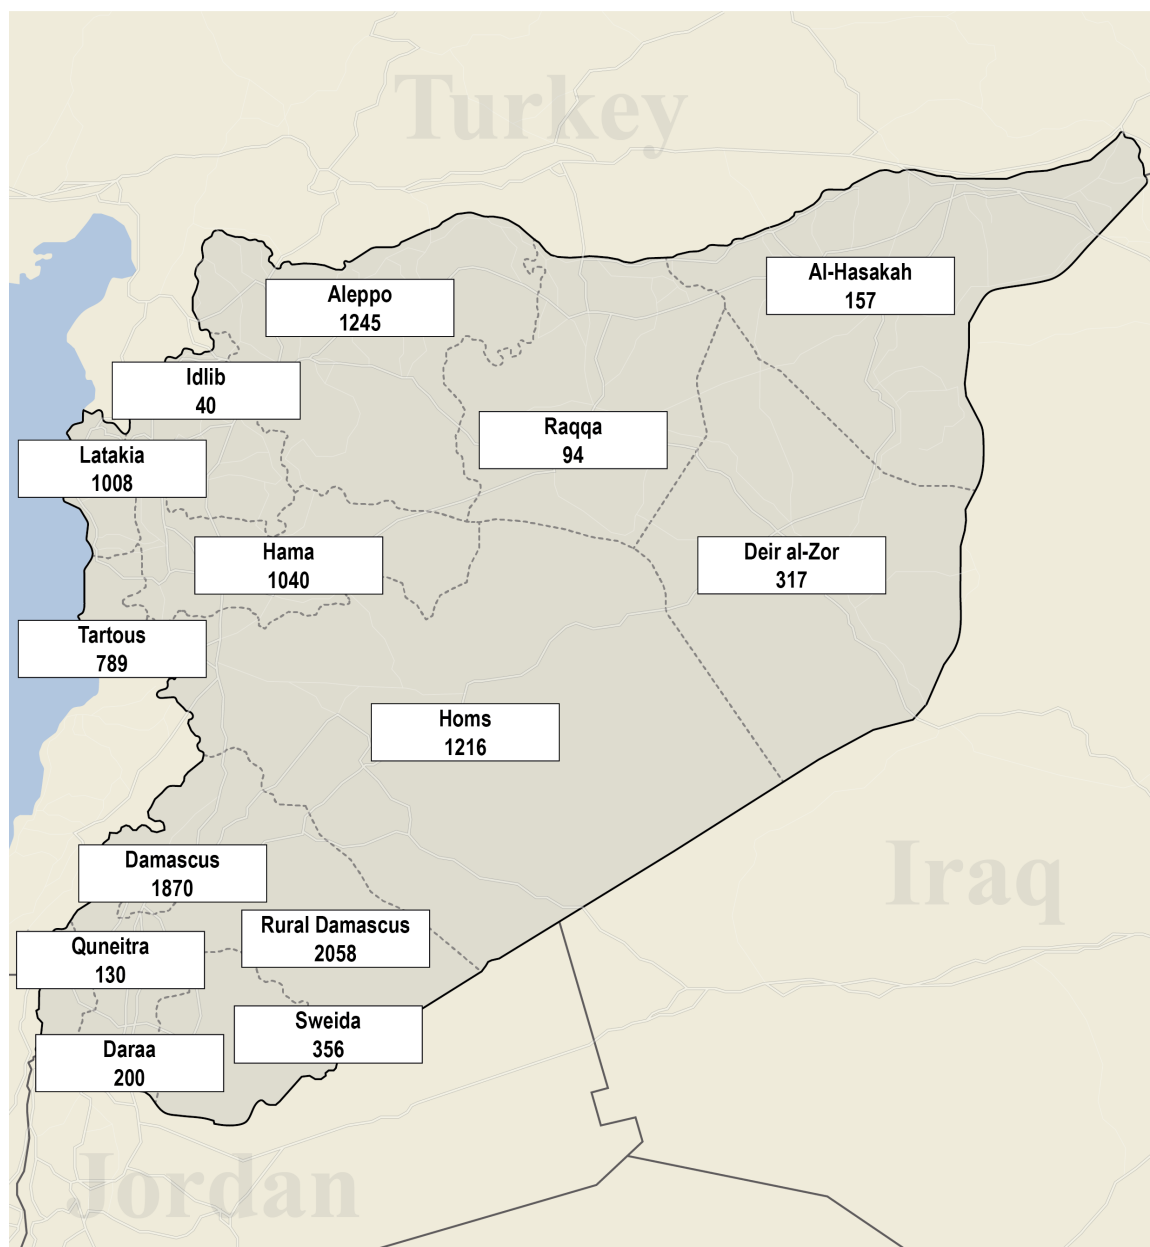 Turkey
Al-Hasakah
157
Aleppo
1245
Idlib
40
Raqqa
94
Latakia
1008
Hama
1040
Deir al-Zor
317
Tartous
789
Homs
1216
Damascus
1870
Iraq
Rural Damascus
2058
Quneitra
130
Sweida
356
Daraa
200
Jordan